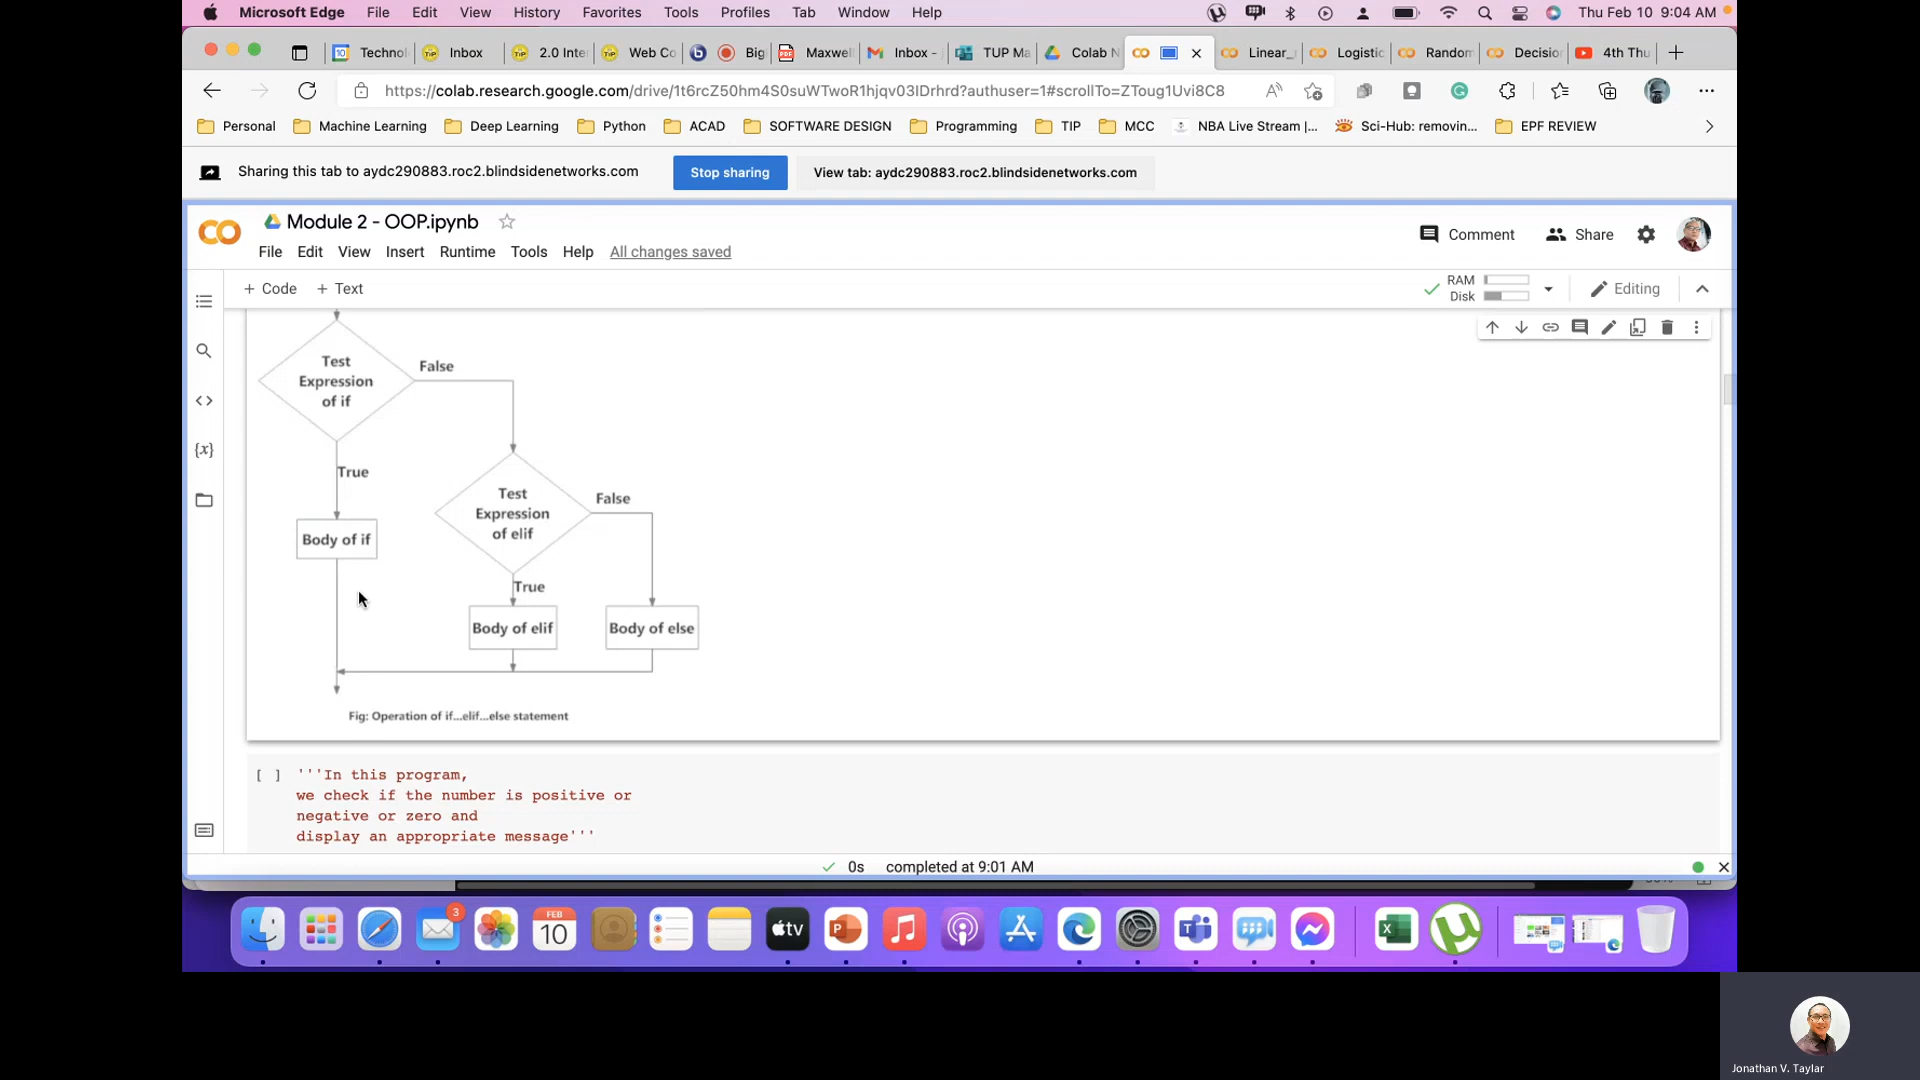 Microsoft Edge File Edit View History Favorites Tools Profiles Tab Window Help Thu Feb 10 9:04 AM
10 Technol Inbox 2.0 Inte Web Co Big Maxwel Inbox - TUP Ma Colab N Linear_ Logistic Random Decisio 4th Thu
https://colab.research.google.com/drive/1t6rcZ50hm4S0suWTwoR1hjqv03IDrhrd?authuser=1#scrollTo=ZToug1Uvi8C8
Personal Machine Learning Deep Learning Python ACAD SOFTWARE DESIGN Programming TIP MCC NBA Live Stream |... Sci-Hub: removin... EPF REVIEW
Sharing this tab to aydc290883.roc2.blindsidenetworks.com Stop sharing View tab: aydc290883.roc2.blindsidenetworks.com
Module 2 - OOP.ipynb
Comment Share
File Edit View Insert Runtime Tools Help All changes saved
+ Code + Text RAM Disk Editing
Test
Expression
of if
False
True
Body of if
Test
Expression
of elif
False
True
Body of elif
Body of else
Fig: Operation of if...elif...else statement
[ ] '''In this program,
we check if the number is positive or
negative or zero and
display an appropriate message'''
0s completed at 9:01 AM
3
FEB
10
tv
Jonathan V. Taylor